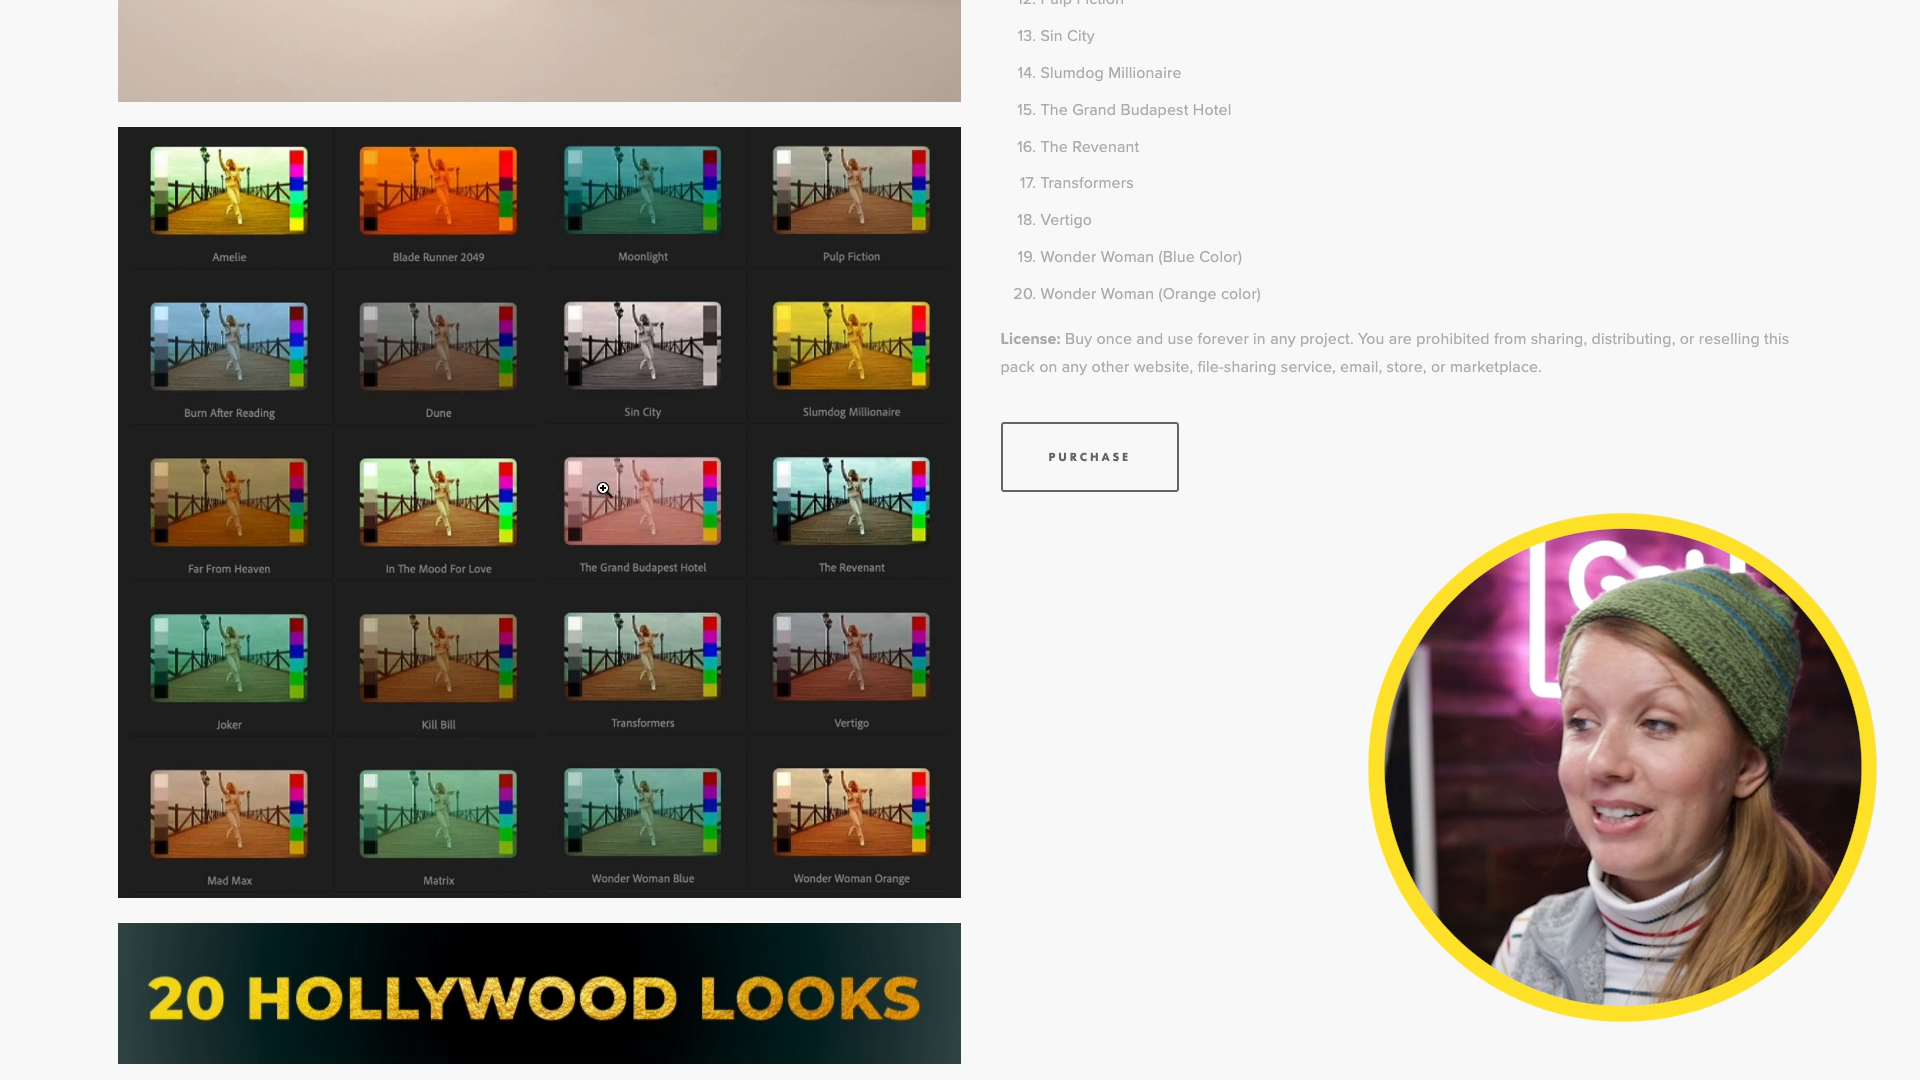 12. Pulp Fiction
13. Sin City
14. Slumdog Millionaire
15. The Grand Budapest Hotel
16. The Revenant
17. Transformers
18. Vertigo
19. Wonder Woman (Blue Color)
20. Wonder Woman (Orange color)
License: Buy once and use forever in any project. You are prohibited from sharing, distributing, or reselling this
pack on any other website, file-sharing service, email, store, or marketplace.
PURCHASE
Amelie
Blade Runner 2049
Moonlight
Pulp Fiction
Burn After Reading
Dune
Sin City
Slumdog Millionaire
Far From Heaven
In The Mood For Love
The Grand Budapest Hotel
The Revenant
Joker
Kill Bill
Transformers
Vertigo
Mad Max
Matrix
Wonder Woman Blue
Wonder Woman Orange
20 HOLLYWOOD LOOKS